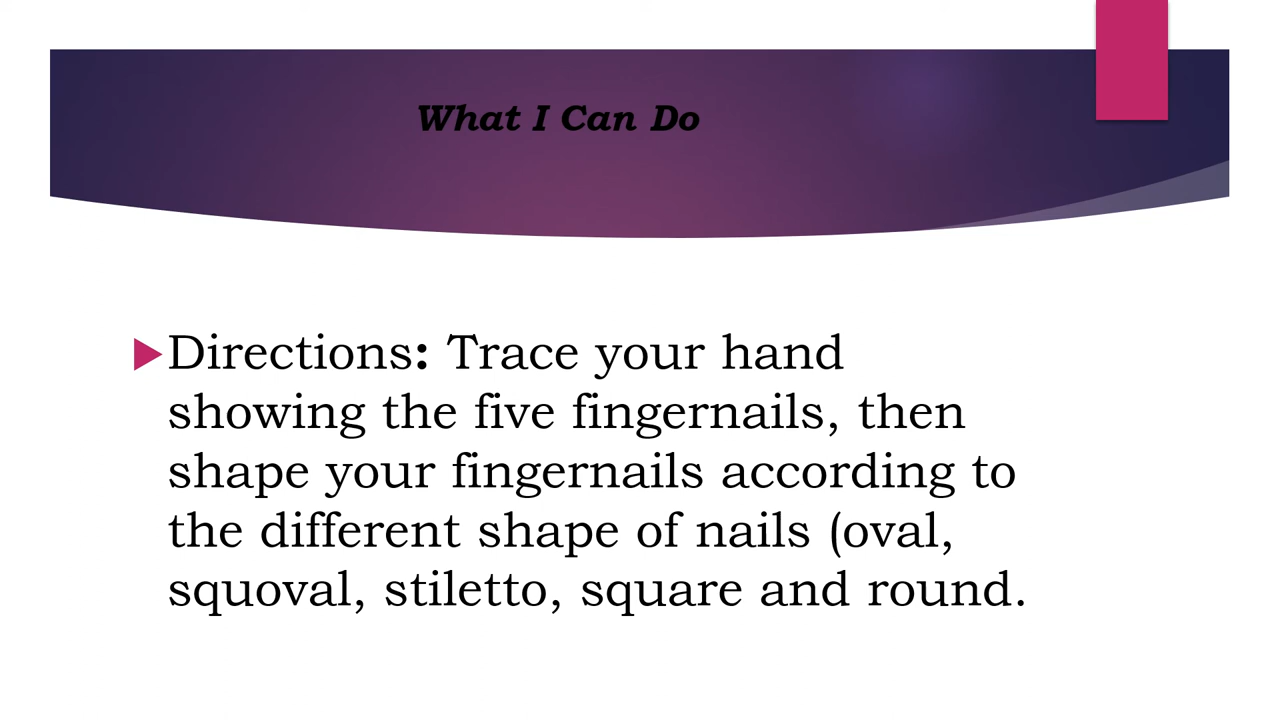 What I Can Do
Directions: Trace your hand
showing the five fingernails, then
shape your fingernails according to
the different shape of nails (oval,
squoval, stiletto, square and round.